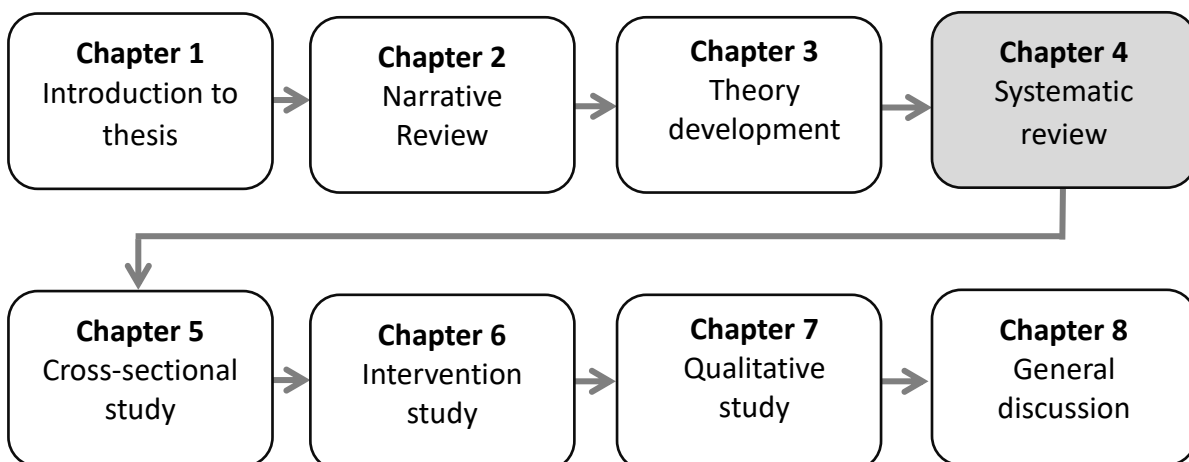 Chapter 1
Introduction to
thesis
Chapter 2
Narrative
Review
Chapter 3
Theory
development
Chapter 4
Systematic
review
Chapter 5
Cross-sectional
study
Chapter 6
Intervention
study
Chapter 7
Qualitative
study
Chapter 8
General
discussion